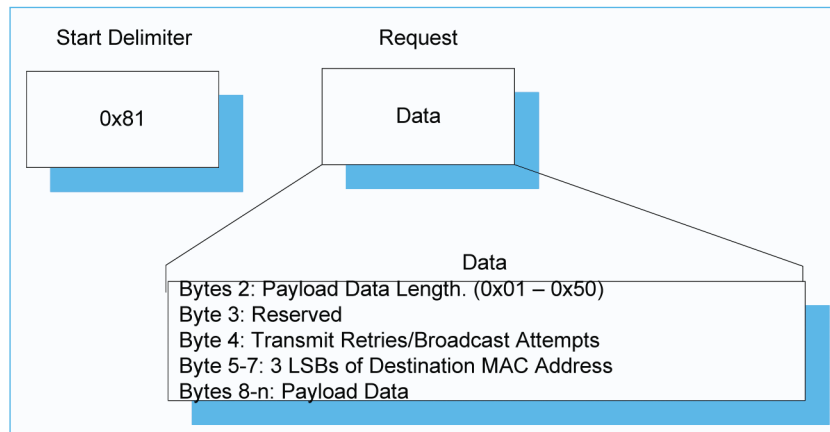 Start Delimiter
Request
0x81
Data
Data
Bytes 2: Payload Data Length. (0x01 – 0x50)
Byte 3: Reserved
Byte 4: Transmit Retries/Broadcast Attempts
Byte 5-7: 3 LSBs of Destination MAC Address
Bytes 8-n: Payload Data